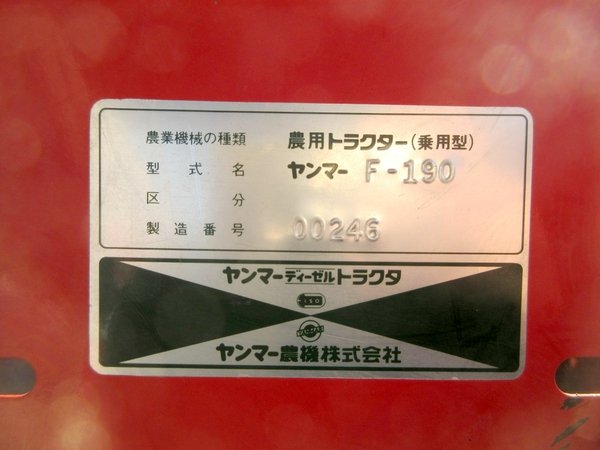 農業機械の種類 農用トラクター(乗用型)
型式名 ヤンマー F-190
区分
製造番号 00246
ヤンマーディーゼルトラクタ
ISO
ヤンマー農機株式会社